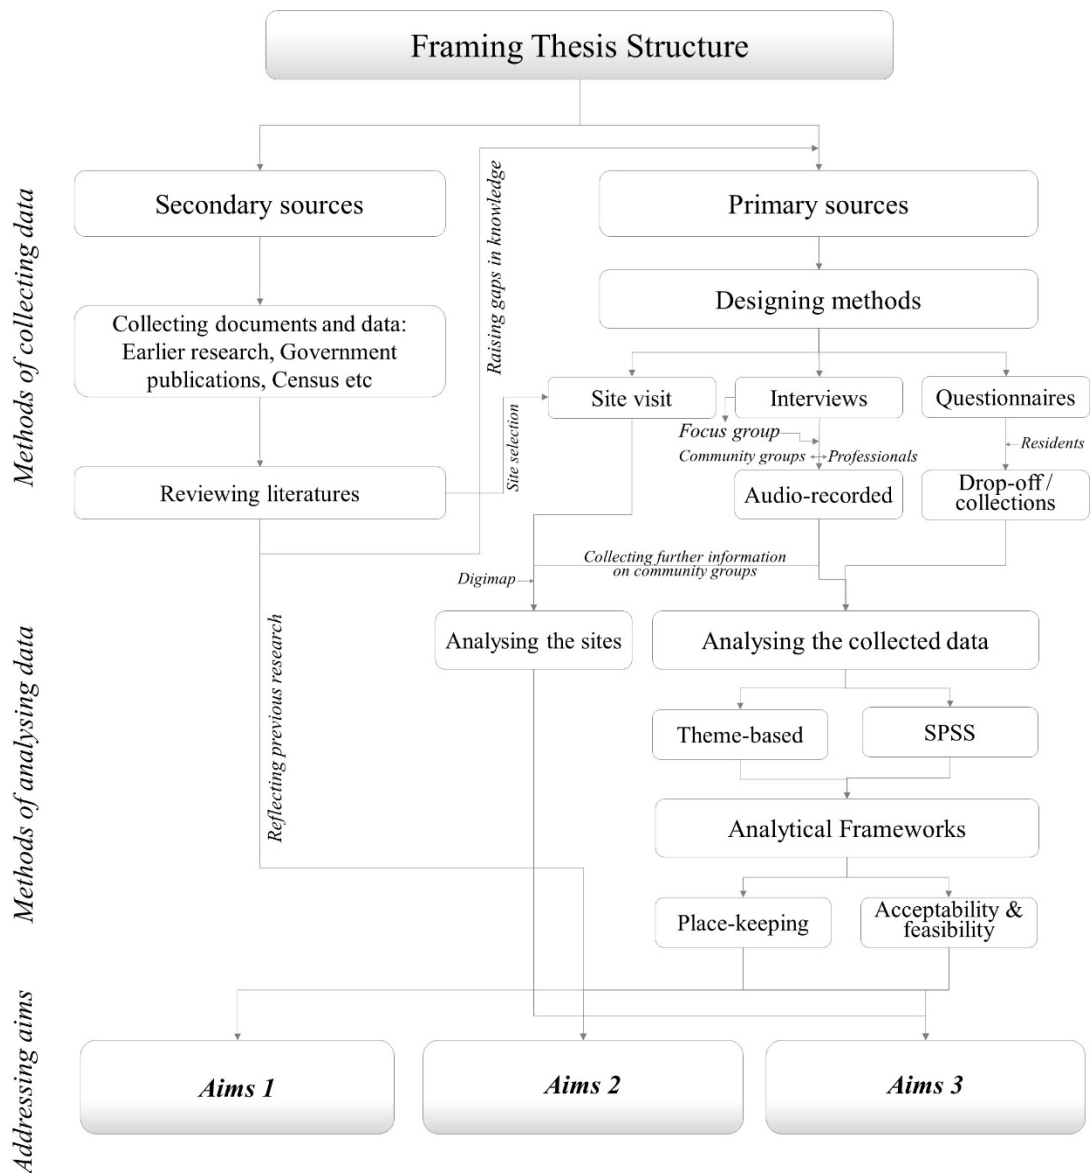 Framing Thesis Structure
Methods of collecting data
Secondary sources
Raising gaps in knowledge
Primary sources
Designing methods
Collecting documents and data:
Earlier research, Government
publications, Census etc
Site visit
Interviews
Questionnaires
Site selection
Focus group
Community groups
Professionals
Residents
Reviewing literatures
Audio-recorded
Drop-off /
collections
Collecting further information
on community groups
Digimap
Methods of analysing data
Reflecting previous research
Analysing the sites
Analysing the collected data
Theme-based
SPSS
Analytical Frameworks
Place-keeping
Acceptability &
feasibility
Addressing aims
Aims 1
Aims 2
Aims 3